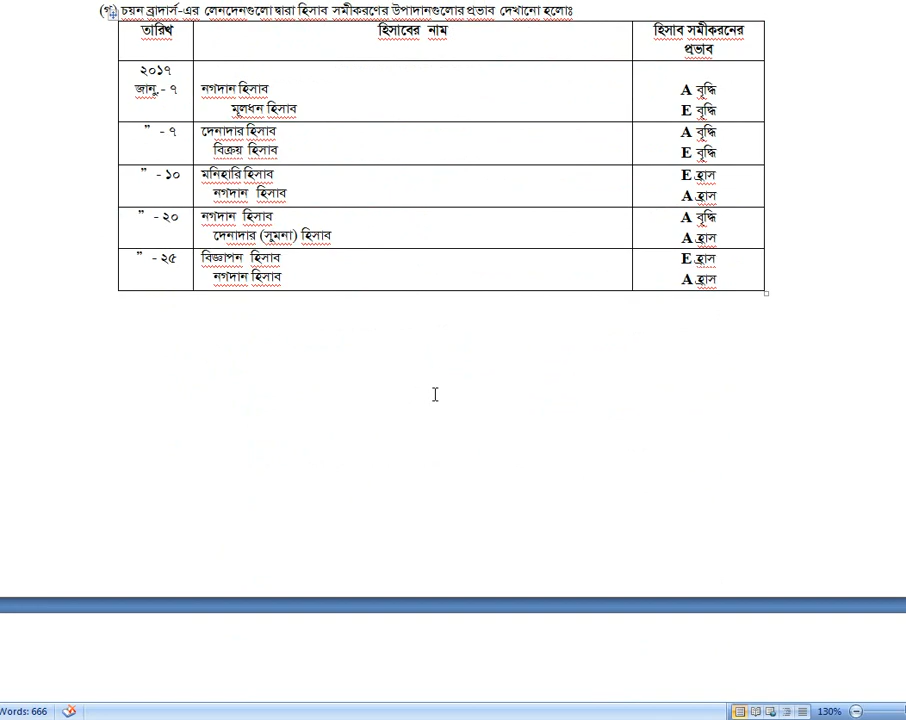 (গ) চয়ন ব্রাদার্স-এর লেনদেনগুলো দ্বারা হিসাব সমীকরণের উপাদানগুলোর প্রভাব দেখানো হলোঃ
তারিখ হিসাবের নাম হিসাব সমীকরনের
প্রভাব
২০১৭
জানু.- ৭ নগদান হিসাব A বৃদ্ধি
মূলধন হিসাব E বৃদ্ধি
” - ৭ দেনাদার হিসাব A বৃদ্ধি
বিক্রয় হিসাব E বৃদ্ধি
” - ১০ মনিহারি হিসাব E হ্রাস
নগদান হিসাব A হ্রাস
” - ২০ নগদান হিসাব A বৃদ্ধি
দেনাদার (সুমনা) হিসাব A হ্রাস
” - ২৫ বিজ্ঞাপন হিসাব E হ্রাস
নগদান হিসাব A হ্রাস
Words: 666 130%